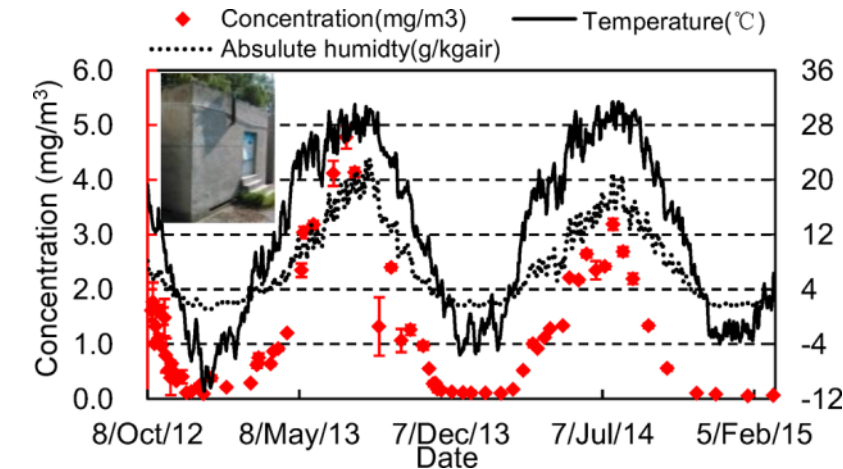 Concentration(mg/m3)
Temperature(℃)
Absulute humidty(g/kgair)
6.0
5.0
4.0
3.0
2.0
1.0
0.0
Concentration (mg/m³)
36
28
20
12
4
-4
-12
8/Oct/12 8/May/13 7/Dec/13 7/Jul/14 5/Feb/15
Date